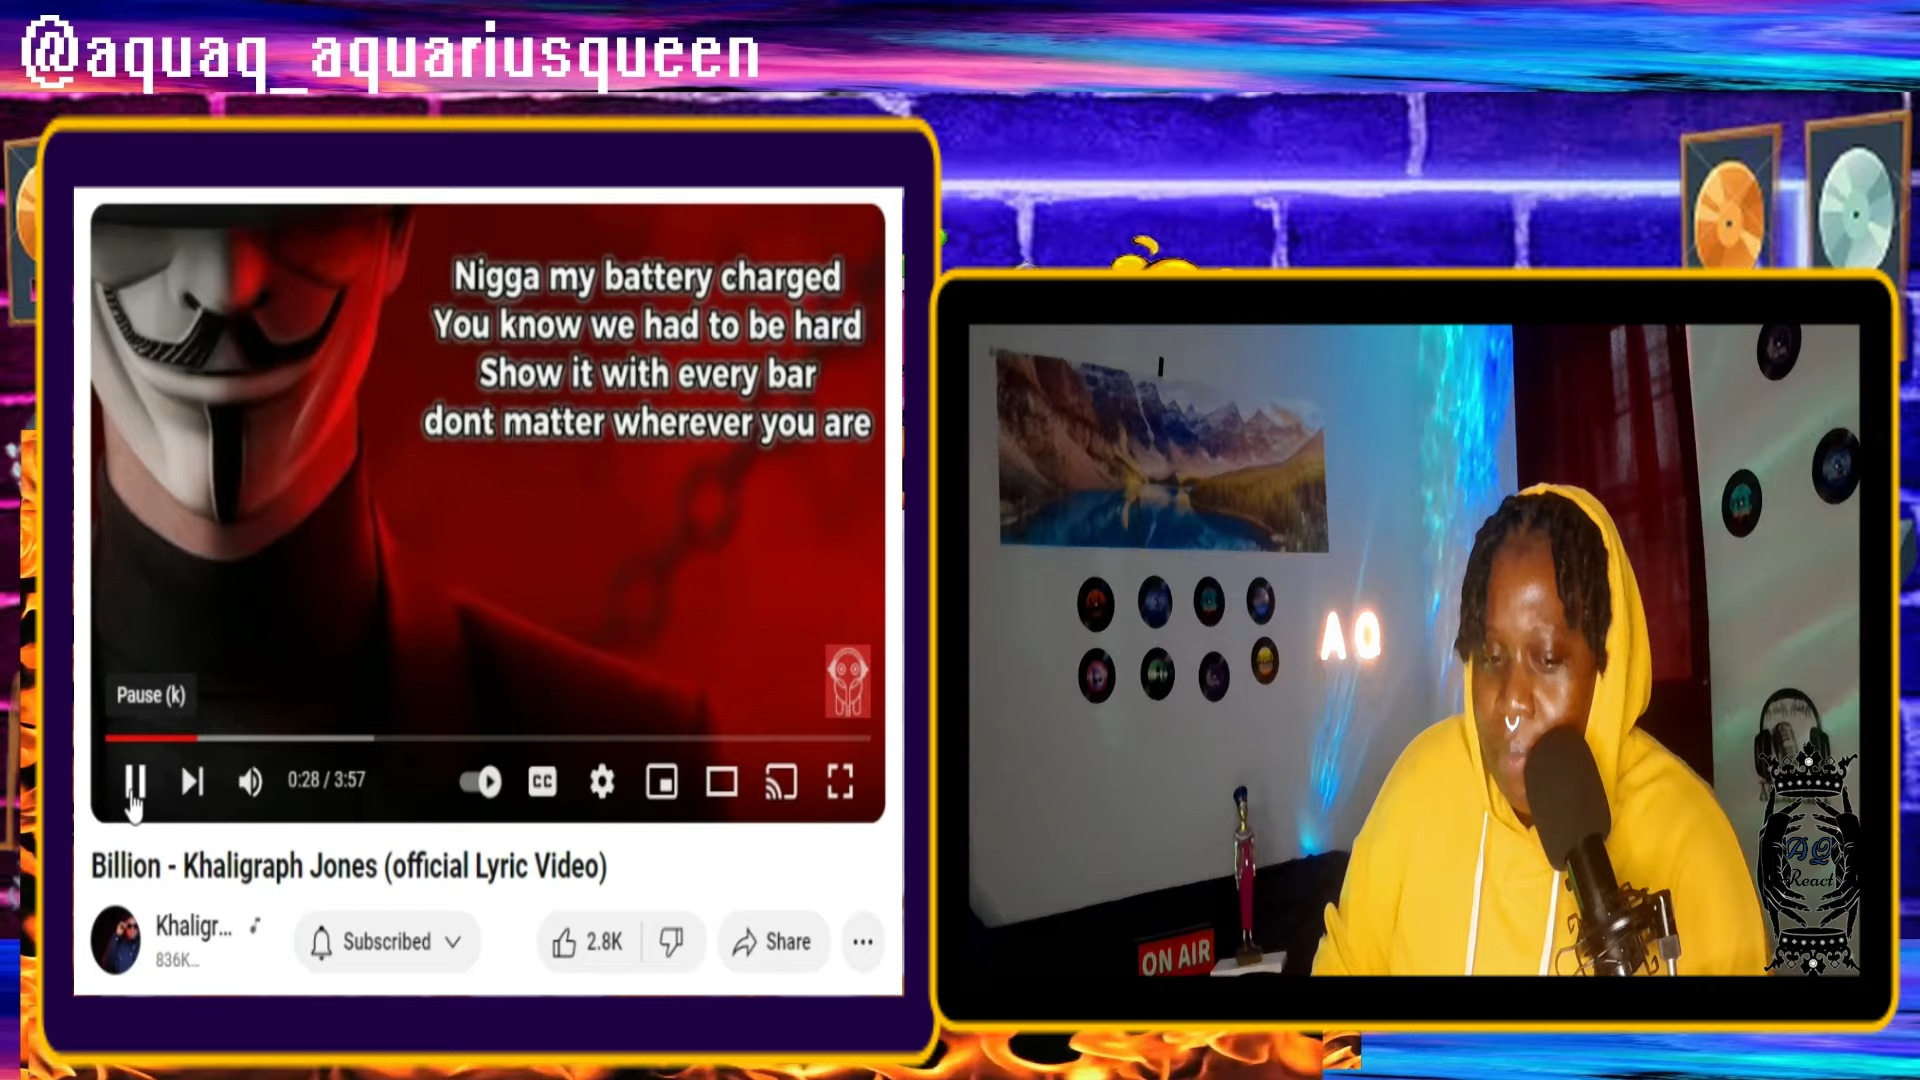 @aquaq_aquariusqueen
Nigga my battery charged
You know we had to be hard
Show it with every bar
dont matter wherever you are
Pause (k)
0:28 / 3:57
CC
Billion - Khaligraph Jones (official Lyric Video)
Khaligr...
836K...
Subscribed
2.8K
Share
AQ
ON AIR
AQ
React